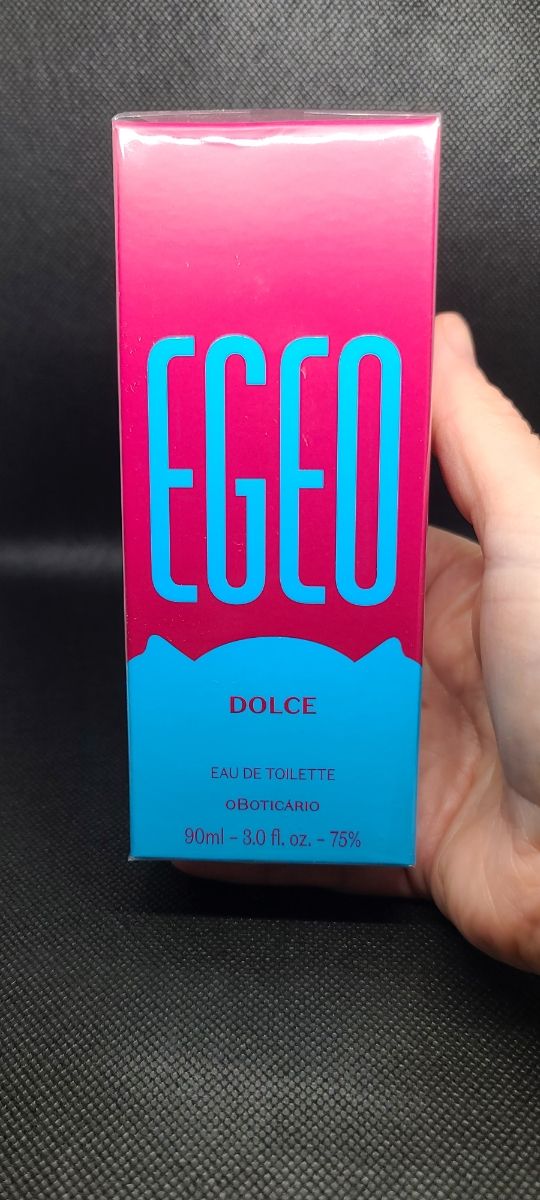 EGEO
DOLCE
EAU DE TOILETTE
oBOTICÁRIO
90ml - 3.0 fl. oz. - 75%